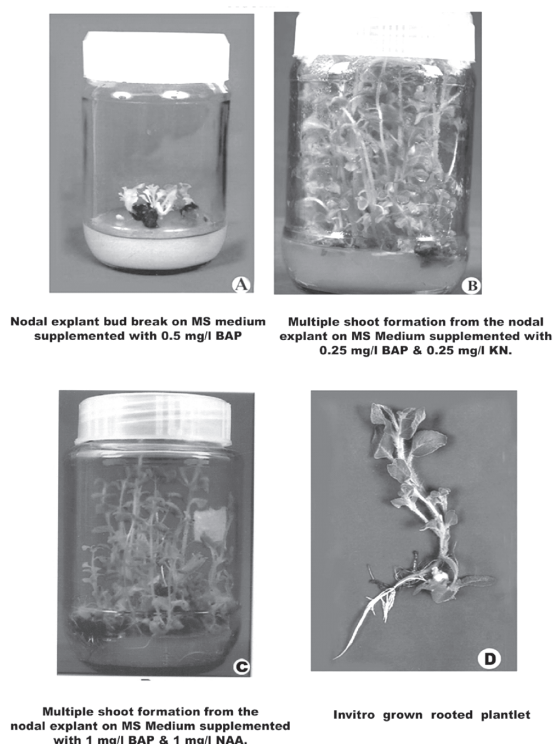 A
B
Nodal explant bud break on MS medium
supplemented with 0.5 mg/l BAP
Multiple shoot formation from the nodal
explant on MS Medium supplemented with
0.25 mg/l BAP & 0.25 mg/l KN.
C
D
Multiple shoot formation from the
nodal explant on MS Medium supplemented
with 1 mg/l BAP & 1 mg/l NAA.
Invitro grown rooted plantlet